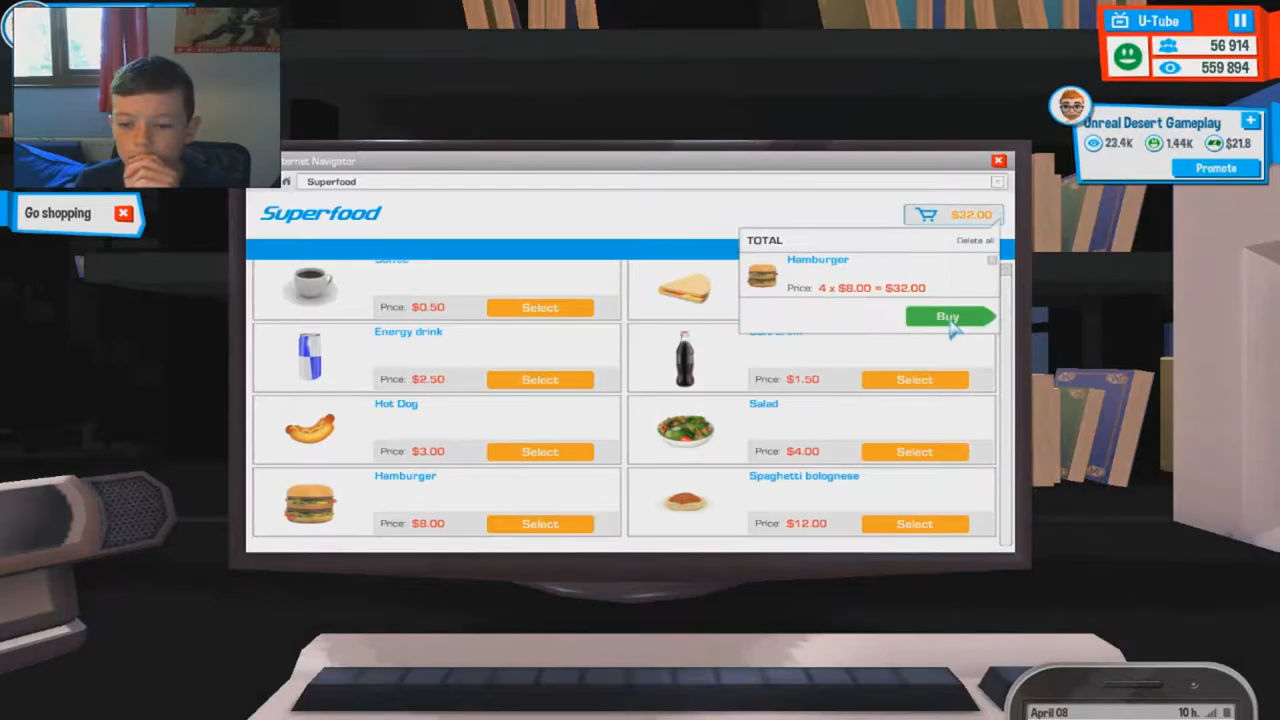 U-Tube
56 914
559 894
Unreal Desert Gameplay
23.4K 1.44K $21.8
Promote
Go shopping
ternet Navigator
Superfood
Superfood
$32.00
TOTAL Delete all
Hamburger
Price: 4 x $8.00 = $32.00
Buy
Price: $0.50 Select
Energy drink
Price: $2.50 Select
Price: $1.50 Select
Hot Dog
Price: $3.00 Select
Salad
Price: $4.00 Select
Hamburger
Price: $8.00 Select
Spaghetti bolognese
Price: $12.00 Select
April 08 10 h.